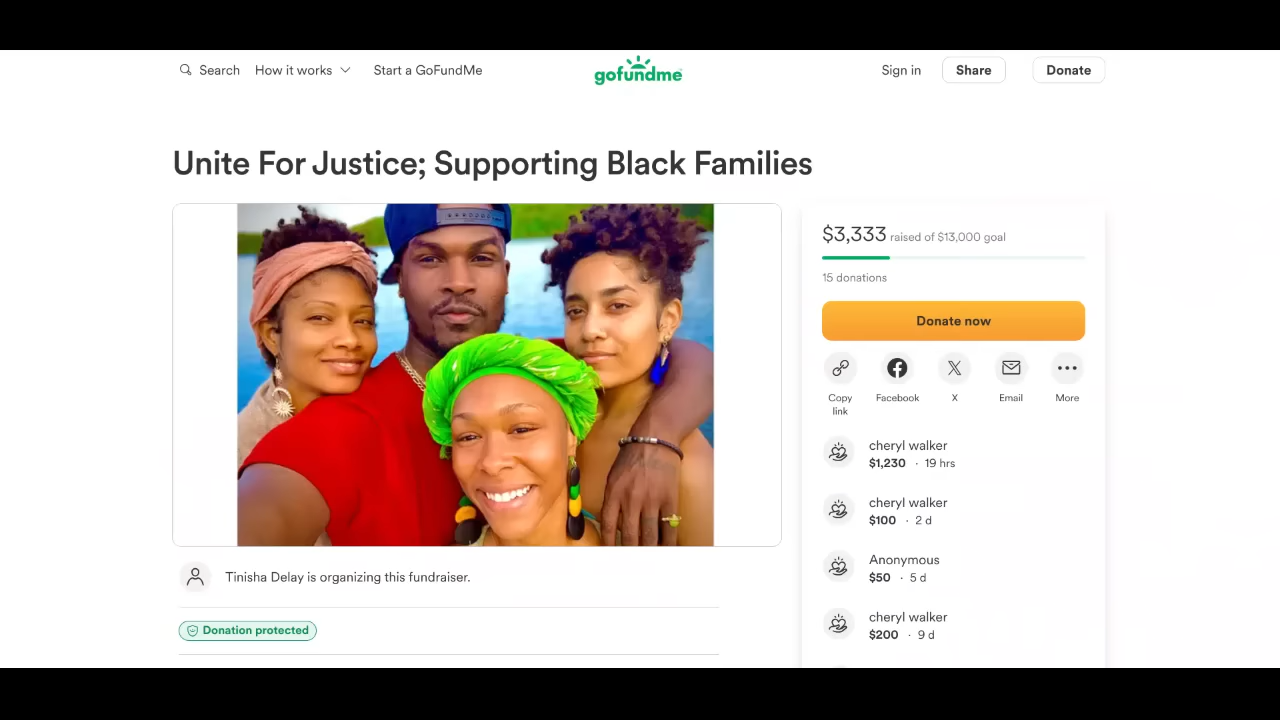 Search How it works Start a GoFundMe gofundme Sign in Share Donate
Unite For Justice; Supporting Black Families
$3,333 raised of $13,000 goal
15 donations
Donate now
Copy link Facebook X Email More
cheryl walker
$1,230 · 19 hrs
cheryl walker
$100 · 2 d
Anonymous
$50 · 5 d
cheryl walker
$200 · 9 d
Tinisha Delay is organizing this fundraiser.
Donation protected